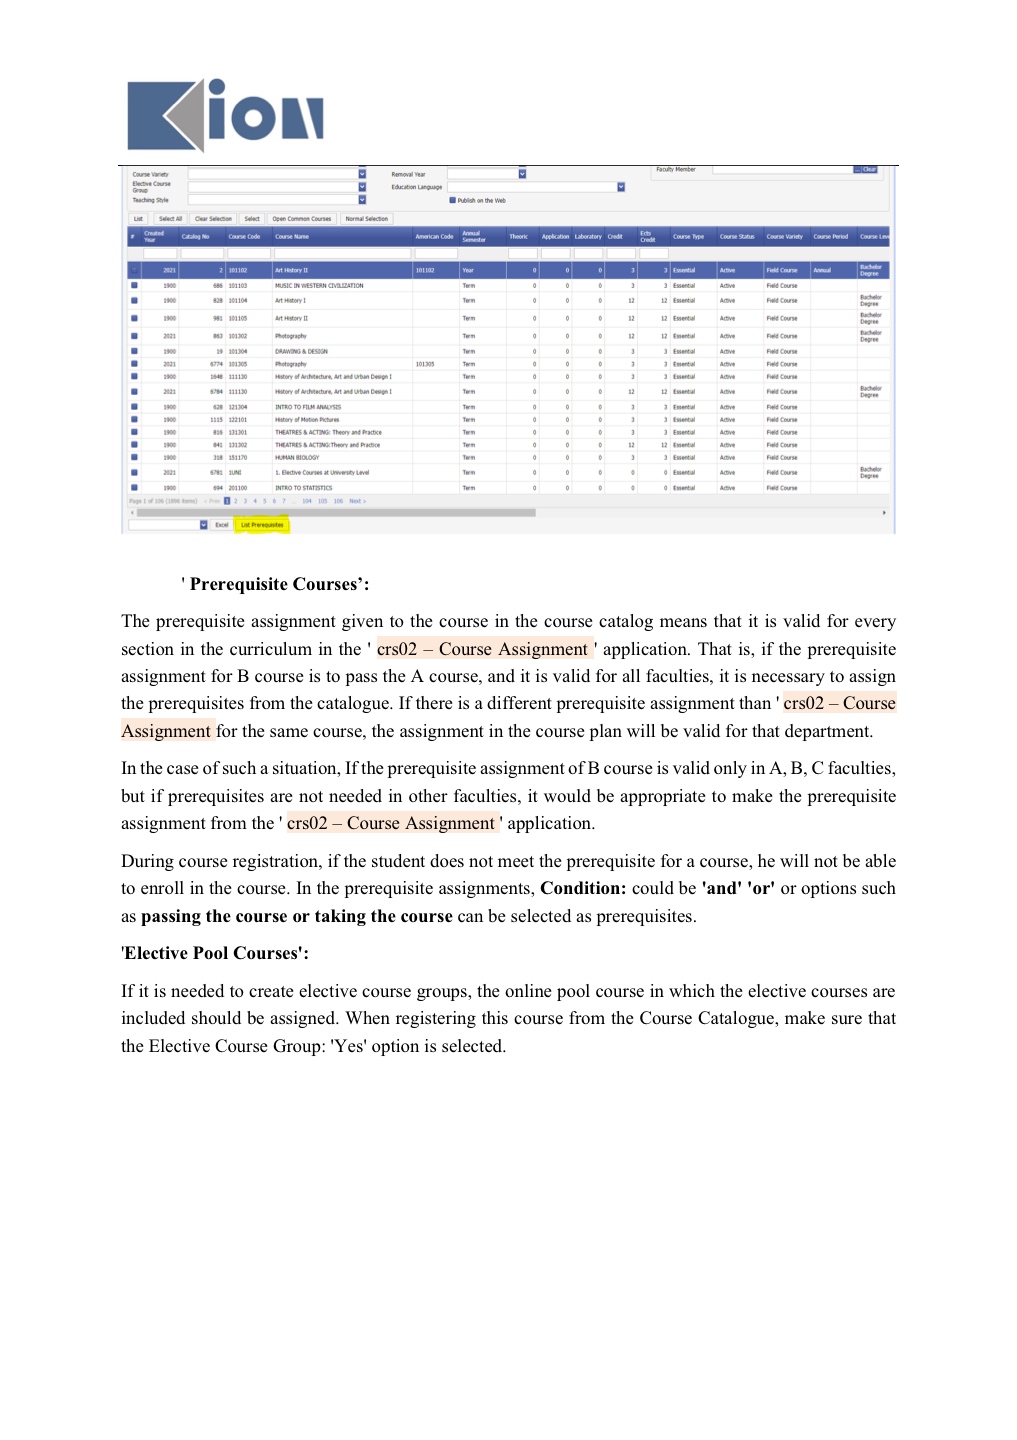 Kion
Course Variety Removal Year Faculty Member ... Clear
Elective Course Group Education Language
Teaching Style Publish on the Web
List Select All Clear Selection Select Open Common Courses Normal Selection
# Created Year Catalog No Course Code Course Name American Code Annual Semester Theoric Application Laboratory Credit Ects Credit Course Type Course Status Course Variety Course Period Course Lev
2021 2 101102 Art History II 101102 Year 0 0 0 3 3 Essential Active Field Course Annual Bachelor Degree
1900 686 101103 MUSIC IN WESTERN CIVILIZATION Term 0 0 0 3 3 Essential Active Field Course
1900 828 101104 Art History I Term 0 0 0 12 12 Essential Active Field Course Bachelor Degree
1900 981 101105 Art History II Term 0 0 0 12 12 Essential Active Field Course Bachelor Degree
2021 863 101302 Photography Term 0 0 0 12 12 Essential Active Field Course Bachelor Degree
1900 19 101304 DRAWING & DESIGN Term 0 0 0 3 3 Essential Active Field Course
2021 6774 101305 Photography 101305 Term 0 0 0 3 3 Essential Active Field Course
1900 1648 111130 History of Architecture, Art and Urban Design I Term 0 0 0 3 3 Essential Active Field Course
2021 6784 111130 History of Architecture, Art and Urban Design I Term 0 0 0 12 12 Essential Active Field Course Bachelor Degree
1900 628 121304 INTRO TO FILM ANALYSIS Term 0 0 0 3 3 Essential Active Field Course
1900 1115 122101 History of Motion Pictures Term 0 0 0 3 3 Essential Active Field Course
1900 816 131301 THEATRES & ACTING: Theory and Practice Term 0 0 0 3 3 Essential Active Field Course
1900 841 131302 THEATRES & ACTING:Theory and Practice Term 0 0 0 12 12 Essential Active Field Course
1900 318 151170 HUMAN BIOLOGY Term 0 0 0 3 3 Essential Active Field Course
2021 6781 1UNI 1. Elective Courses at University Level Term 0 0 0 0 0 Essential Active Field Course Bachelor Degree
1900 694 201100 INTRO TO STATISTICS Term 0 0 0 0 0 Essential Active Field Course
Page 1 of 106 (1896 items) < Prev 1 2 3 4 5 6 7 ... 104 105 106 Next >
Excel List Prerequisites
' Prerequisite Courses’:
The prerequisite assignment given to the course in the course catalog means that it is valid for every
section in the curriculum in the ' crs02 – Course Assignment ' application. That is, if the prerequisite
assignment for B course is to pass the A course, and it is valid for all faculties, it is necessary to assign
the prerequisites from the catalogue. If there is a different prerequisite assignment than ' crs02 – Course
Assignment for the same course, the assignment in the course plan will be valid for that department.
In the case of such a situation, If the prerequisite assignment of B course is valid only in A, B, C faculties,
but if prerequisites are not needed in other faculties, it would be appropriate to make the prerequisite
assignment from the ' crs02 – Course Assignment ' application.
During course registration, if the student does not meet the prerequisite for a course, he will not be able
to enroll in the course. In the prerequisite assignments, Condition: could be 'and' 'or' or options such
as passing the course or taking the course can be selected as prerequisites.
'Elective Pool Courses':
If it is needed to create elective course groups, the online pool course in which the elective courses are
included should be assigned. When registering this course from the Course Catalogue, make sure that
the Elective Course Group: 'Yes' option is selected.